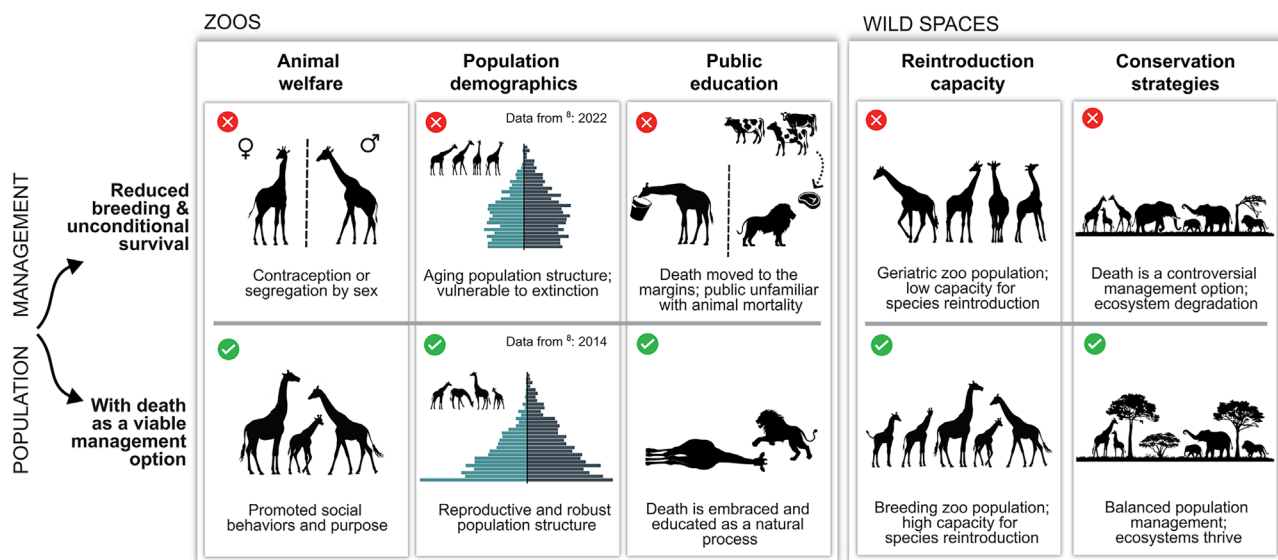 ZOOS
WILD SPACES
Animal
welfare
Population
demographics
Public
education
Reintroduction
capacity
Conservation
strategies
POPULATION MANAGEMENT
Reduced
breeding &
unconditional
survival
♀
♂
Contraception or
segregation by sex
Data from ⁸: 2022
Aging population structure;
vulnerable to extinction
Death moved to the
margins; public unfamiliar
with animal mortality
Geriatric zoo population;
low capacity for
species reintroduction
Death is a controversial
management option;
ecosystem degradation
With death
as a viable
management
option
Promoted social
behaviors and purpose
Data from ⁸: 2014
Reproductive and robust
population structure
Death is embraced and
educated as a natural
process
Breeding zoo population;
high capacity for
species reintroduction
Balanced population
management;
ecosystems thrive